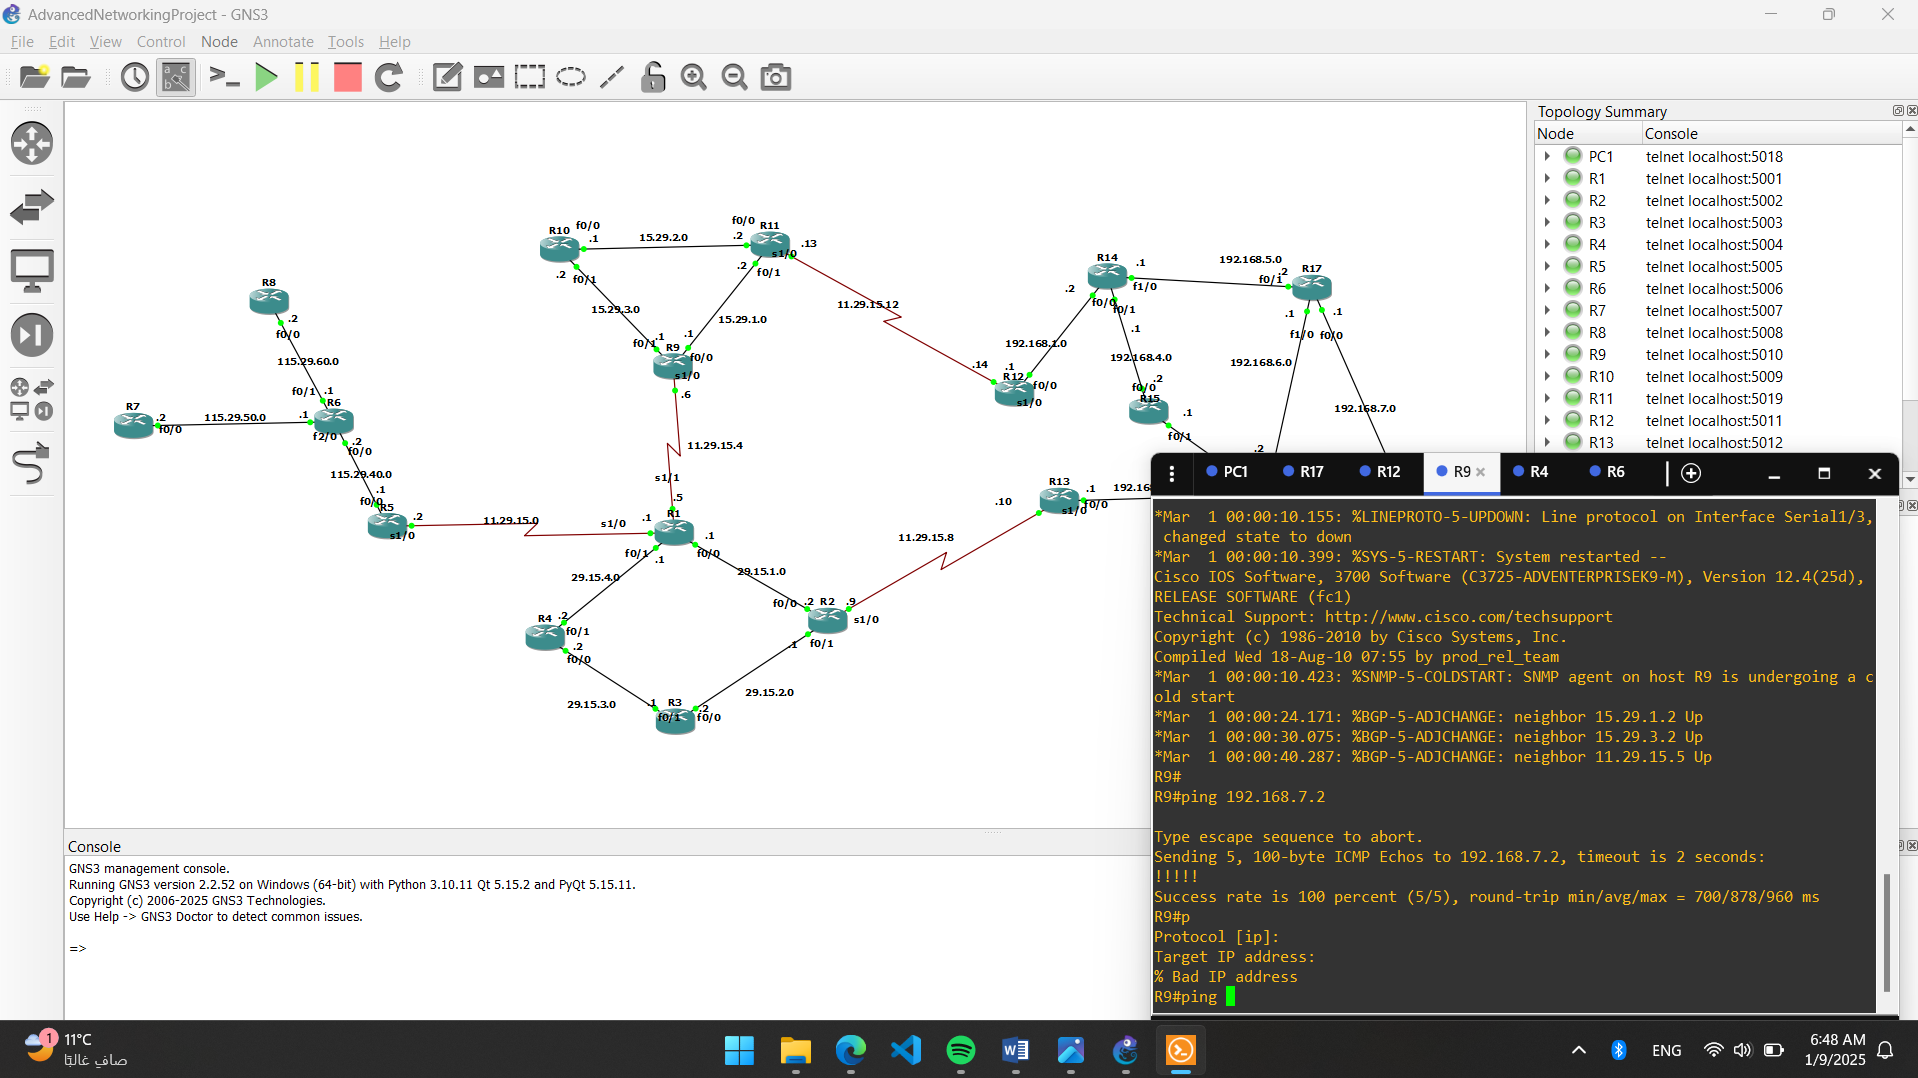 AdvancedNetworkingProject - GNS3
File Edit View Control Node Annotate Tools Help
Topology Summary
Node Console
PC1 telnet localhost:5018
R1 telnet localhost:5001
R2 telnet localhost:5002
R3 telnet localhost:5003
R4 telnet localhost:5004
R5 telnet localhost:5005
R6 telnet localhost:5006
R7 telnet localhost:5007
R8 telnet localhost:5008
R9 telnet localhost:5010
R10 telnet localhost:5009
R11 telnet localhost:5019
R12 telnet localhost:5011
R13 telnet localhost:5012
R10 f0/0 .1 15.29.2.0 f0/0 .2 R11 .13
s1/0
.2 f0/1 .2 f0/1
15.29.3.0 15.29.1.0 11.29.15.12
R8 .2
f0/0
115.29.60.0
f0/1 .1
R6
R7 .2 f0/0 115.29.50.0 .1
f2/0
.2
f0/0
115.29.40.0
.1
f0/0
R5 .2
s1/0
11.29.15.0
f0/1 .1 R9 .1 f0/0
s1/0
.6
11.29.15.4
s1/1
.5
s1/0 .1 R1 .1
f0/1 .1 f0/0
29.15.4.0 29.15.1.0
R4 .2 f0/1
.2
f0/0
f0/0 .2 R2 .9
s1/0
.1 f0/1
29.15.3.0 29.15.2.0
.1 R3 .2
f0/1 f0/0
R14 .1
f1/0
192.168.5.0
.2
f0/1
R17
.2 f0/0 f0/1
.1
192.168.1.0 192.168.4.0
.14 .1
R12 f0/0
s1/0
f0/0 .2
R15 .1
f0/1
.1 .1
f1/0 f0/0
192.168.6.0
192.168.7.0
.2
.10 R13 .1 192.16
s1/0 f0/0
11.29.15.8
PC1 R17 R12 R9 R4 R6
*Mar  1 00:00:10.155: %LINEPROTO-5-UPDOWN: Line protocol on Interface Serial1/3,
 changed state to down
*Mar  1 00:00:10.399: %SYS-5-RESTART: System restarted --
Cisco IOS Software, 3700 Software (C3725-ADVENTERPRISEK9-M), Version 12.4(25d),
RELEASE SOFTWARE (fc1)
Technical Support: http://www.cisco.com/techsupport
Copyright (c) 1986-2010 by Cisco Systems, Inc.
Compiled Wed 18-Aug-10 07:55 by prod_rel_team
*Mar  1 00:00:10.423: %SNMP-5-COLDSTART: SNMP agent on host R9 is undergoing a c
old start
*Mar  1 00:00:24.171: %BGP-5-ADJCHANGE: neighbor 15.29.1.2 Up
*Mar  1 00:00:30.075: %BGP-5-ADJCHANGE: neighbor 15.29.3.2 Up
*Mar  1 00:00:40.287: %BGP-5-ADJCHANGE: neighbor 11.29.15.5 Up
R9#
R9#ping 192.168.7.2
Type escape sequence to abort.
Sending 5, 100-byte ICMP Echos to 192.168.7.2, timeout is 2 seconds:
!!!!!
Success rate is 100 percent (5/5), round-trip min/avg/max = 700/878/960 ms
R9#p
Protocol [ip]:
Target IP address:
% Bad IP address
R9#ping
Console
GNS3 management console.
Running GNS3 version 2.2.52 on Windows (64-bit) with Python 3.10.11 Qt 5.15.2 and PyQt 5.15.11.
Copyright (c) 2006-2025 GNS3 Technologies.
Use Help -> GNS3 Doctor to detect common issues.
=>
1
11°C
صافٍ غالبًا
ENG
6:48 AM
1/9/2025